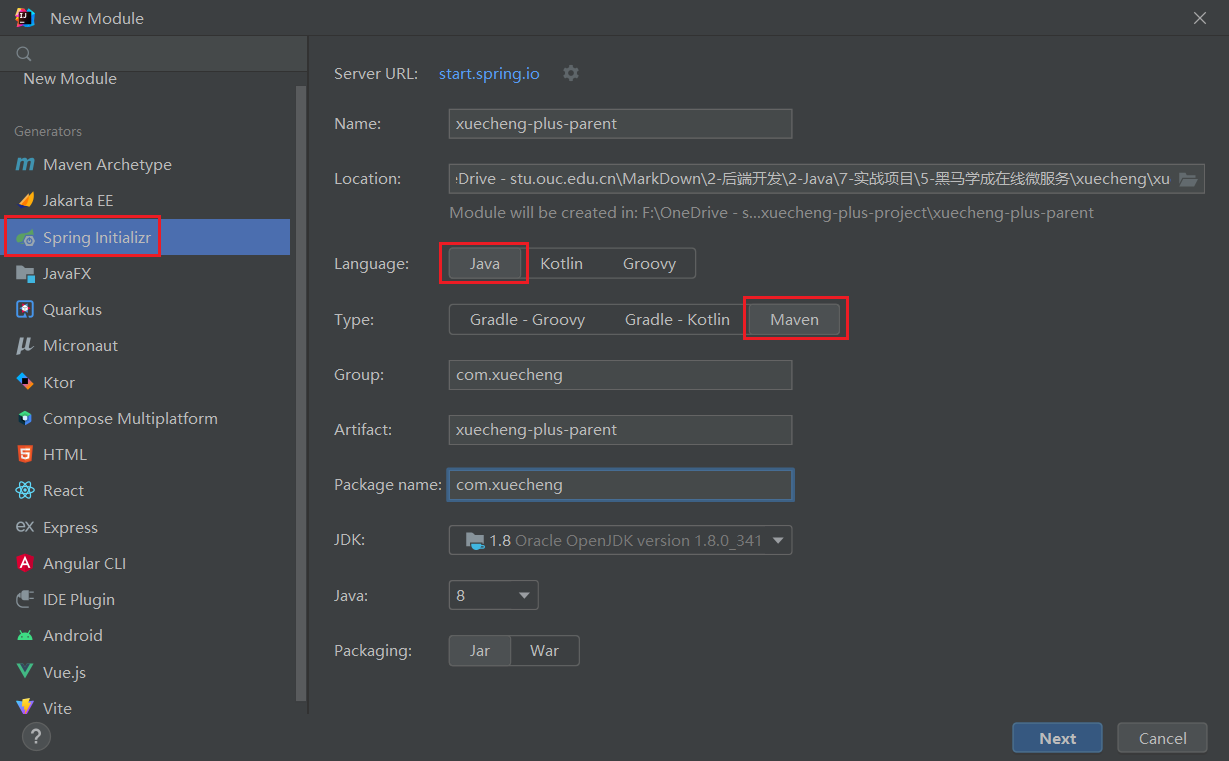 New Module
New Module
Generators
Maven Archetype
Jakarta EE
Spring Initializr
JavaFX
Quarkus
Micronaut
Ktor
Compose Multiplatform
HTML
React
ex Express
Angular CLI
IDE Plugin
Android
Vue.js
Vite
?
Server URL: start.spring.io
Name: xuecheng-plus-parent
Location: Drive - stu.ouc.edu.cn\MarkDown\2-后端开发\2-Java\7-实战项目\5-黑马学成在线微服务\xuecheng\xu
Module will be created in: F:\OneDrive - s...xuecheng-plus-project\xuecheng-plus-parent
Language: Java Kotlin Groovy
Type: Gradle - Groovy Gradle - Kotlin Maven
Group: com.xuecheng
Artifact: xuecheng-plus-parent
Package name: com.xuecheng
JDK: 1.8 Oracle OpenJDK version 1.8.0_341
Java: 8
Packaging: Jar War
Next Cancel